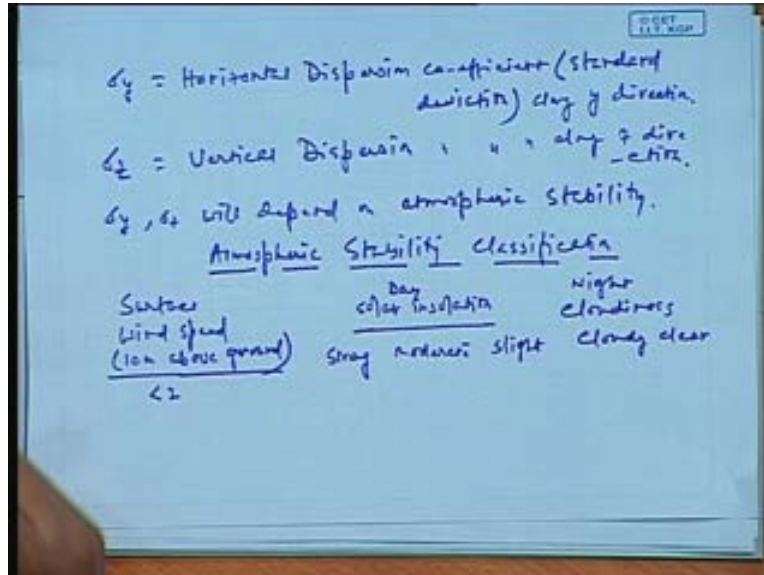 © CET
I.I.T. KGP
σy = Horizontal Dispersion co-efficient (standard
deviation) along y direction.
σz = Vertical Dispersion " " " along z dire
-ction.
σy, σz will depend on atmospheric stability.
Atmospheric Stability Classification
Surface Day Night
wind speed solar insolation Cloudiness
(10m above ground) Strong moderate slight Cloudy clear
<2